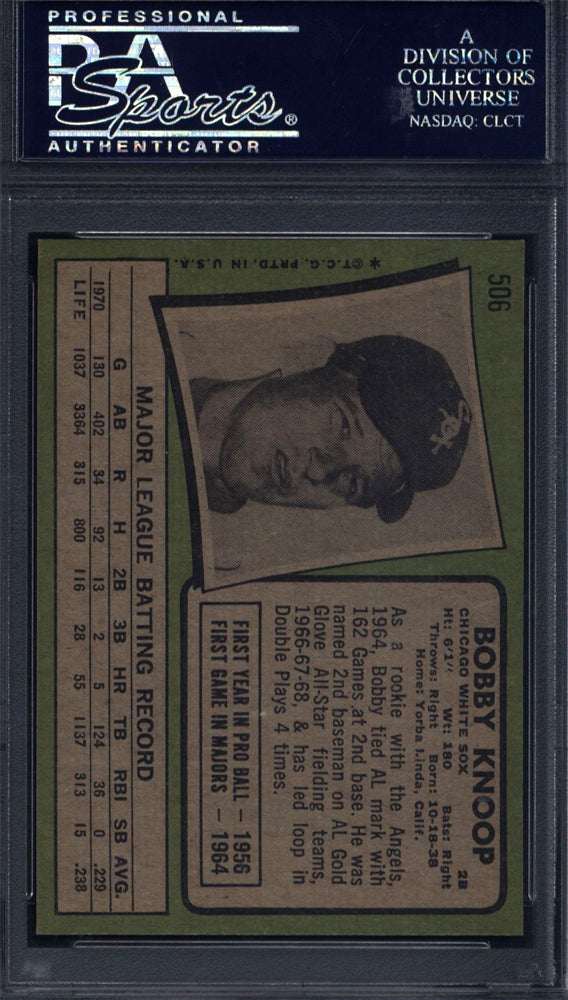 PROFESSIONAL
PSA
Sports®
AUTHENTICATOR
A
DIVISION OF
COLLECTORS
UNIVERSE
NASDAQ: CLCT
506
*©T.C.G. PRTD. IN U.S.A.
BOBBY KNOOP 2B
CHICAGO WHITE SOX
Ht: 6'1" Wt: 180 Bats: Right
Throws: Right Born: 10-18-38
Home: Yorba Linda, Calif.
As a rookie with the Angels,
1964, Bobby tied AL mark with
162 Games at 2nd base. He was
named 2nd baseman on AL Gold
Glove All-Star fielding teams,
1966-67-68, & has led loop in
Double Plays 4 times.
FIRST YEAR IN PRO BALL – 1956
FIRST GAME IN MAJORS – 1964
MAJOR LEAGUE BATTING RECORD
G AB R H 2B 3B HR TB RBI SB AVG.
1970 130 402 34 92 13 2 5 124 36 0 .229
LIFE 1037 3364 315 800 116 28 55 1137 313 15 .238